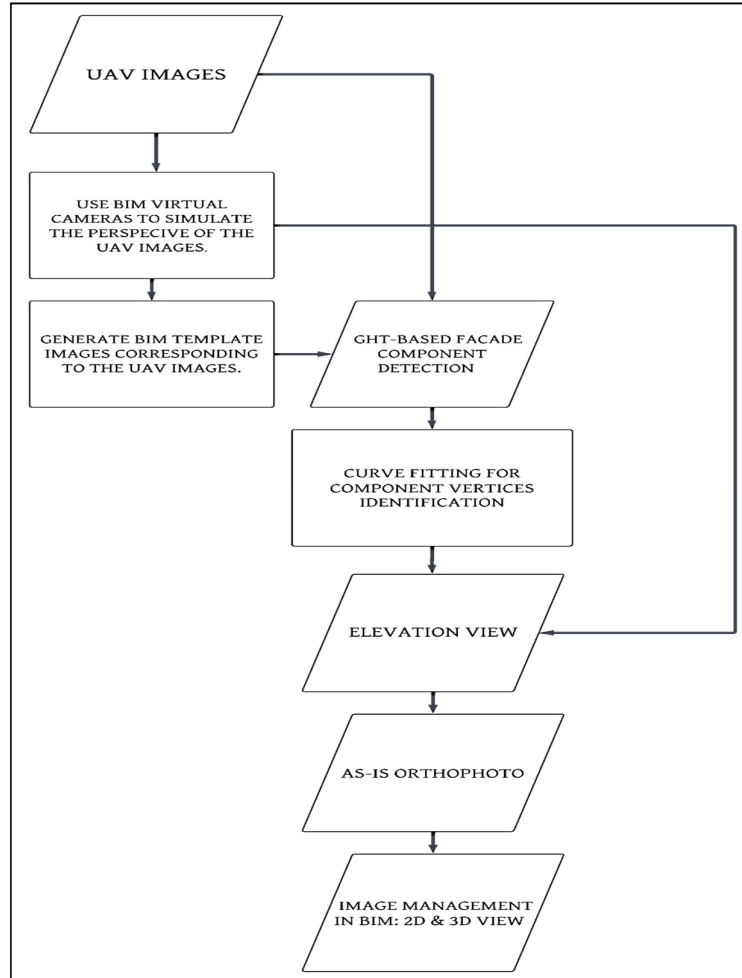 UAV IMAGES
USE BIM VIRTUAL
CAMERAS TO SIMULATE
THE PERSPECIVE OF THE
UAV IMAGES.
GENERATE BIM TEMPLATE
IMAGES CORRESPONDING
TO THE UAV IMAGES.
GHT-BASED FACADE
COMPONENT
DETECTION
CURVE FITTING FOR
COMPONENT VERTICES
IDENTIFICATION
ELEVATION VIEW
AS-IS ORTHOPHOTO
IMAGE MANAGEMENT
IN BIM: 2D & 3D VIEW